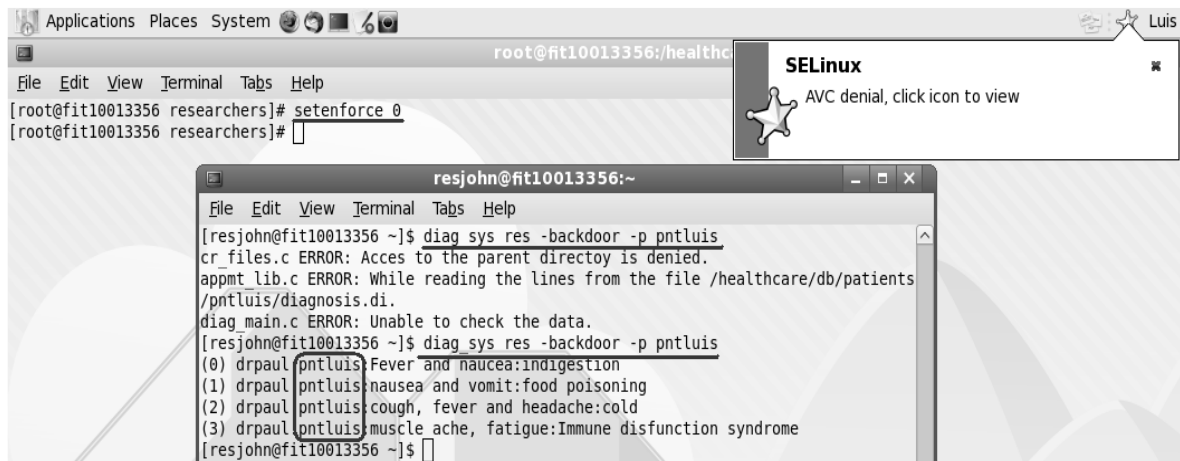 Applications Places System Luis
root@fit10013356:/healthc
SELinux
AVC denial, click icon to view
File Edit View Terminal Tabs Help
[root@fit10013356 researchers]# setenforce 0
[root@fit10013356 researchers]#
resjohn@fit10013356:~
File Edit View Terminal Tabs Help
[resjohn@fit10013356 ~]$ diag_sys res -backdoor -p pntluis
cr_files.c ERROR: Acces to the parent directoy is denied.
appmt_lib.c ERROR: While reading the lines from the file /healthcare/db/patients
/pntluis/diagnosis.di.
diag_main.c ERROR: Unable to check the data.
[resjohn@fit10013356 ~]$ diag_sys res -backdoor -p pntluis
(0) drpaul pntluis:Fever and naucea:indigestion
(1) drpaul pntluis:nausea and vomit:food poisoning
(2) drpaul pntluis:cough, fever and headache:cold
(3) drpaul pntluis:muscle ache, fatigue:Immune disfunction syndrome
[resjohn@fit10013356 ~]$